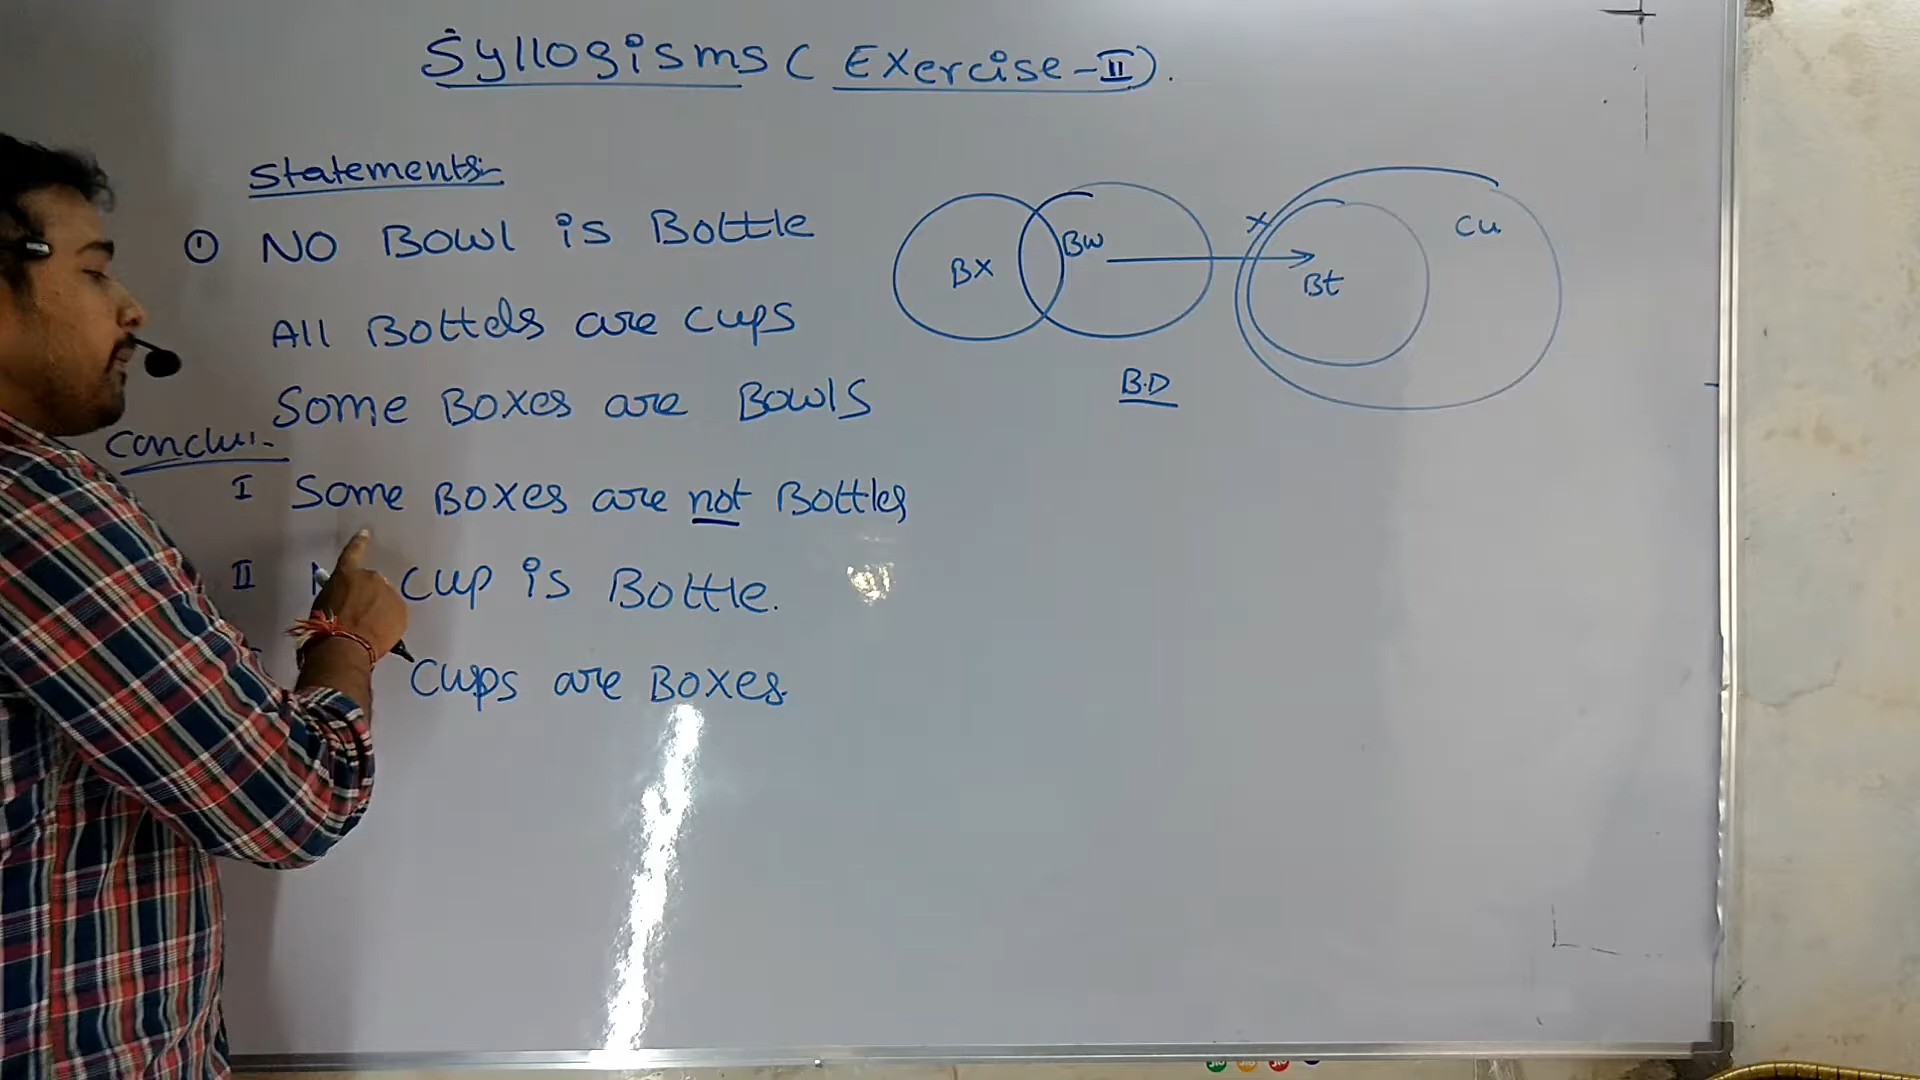 Syllogisms (Exercise-II).
Statements:-
① NO Bowl is Bottle
All Bottels are cups
Some Boxes are Bowls
Conclu:-
I Some Boxes are not Bottles
II Cup is Bottle.
Cups are Boxes.
BX
Bw
x
Bt
Cu
B.D